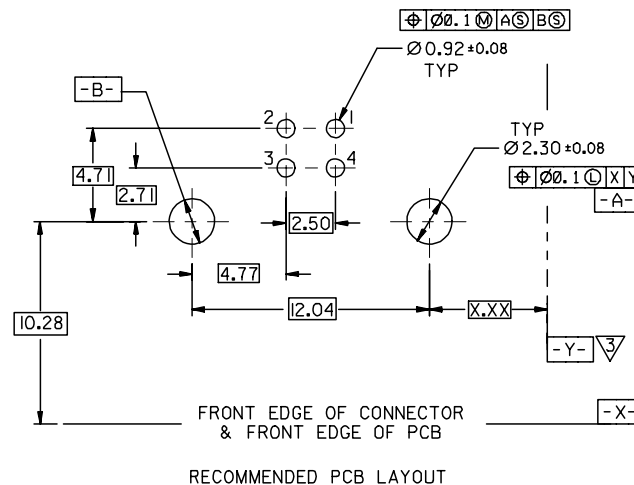 ⌖ Ø0.1 Ⓜ A Ⓢ B Ⓢ
Ø0.92 ±0.08
TYP
-B-
2 1
3 4
TYP
Ø2.30 ±0.08
⌖ Ø0.1 Ⓛ X Y
-A-
4.71
2.71
2.50
4.77
12.04
X.XX
10.28
-Y- 3
-X-
FRONT EDGE OF CONNECTOR
& FRONT EDGE OF PCB
RECOMMENDED PCB LAYOUT